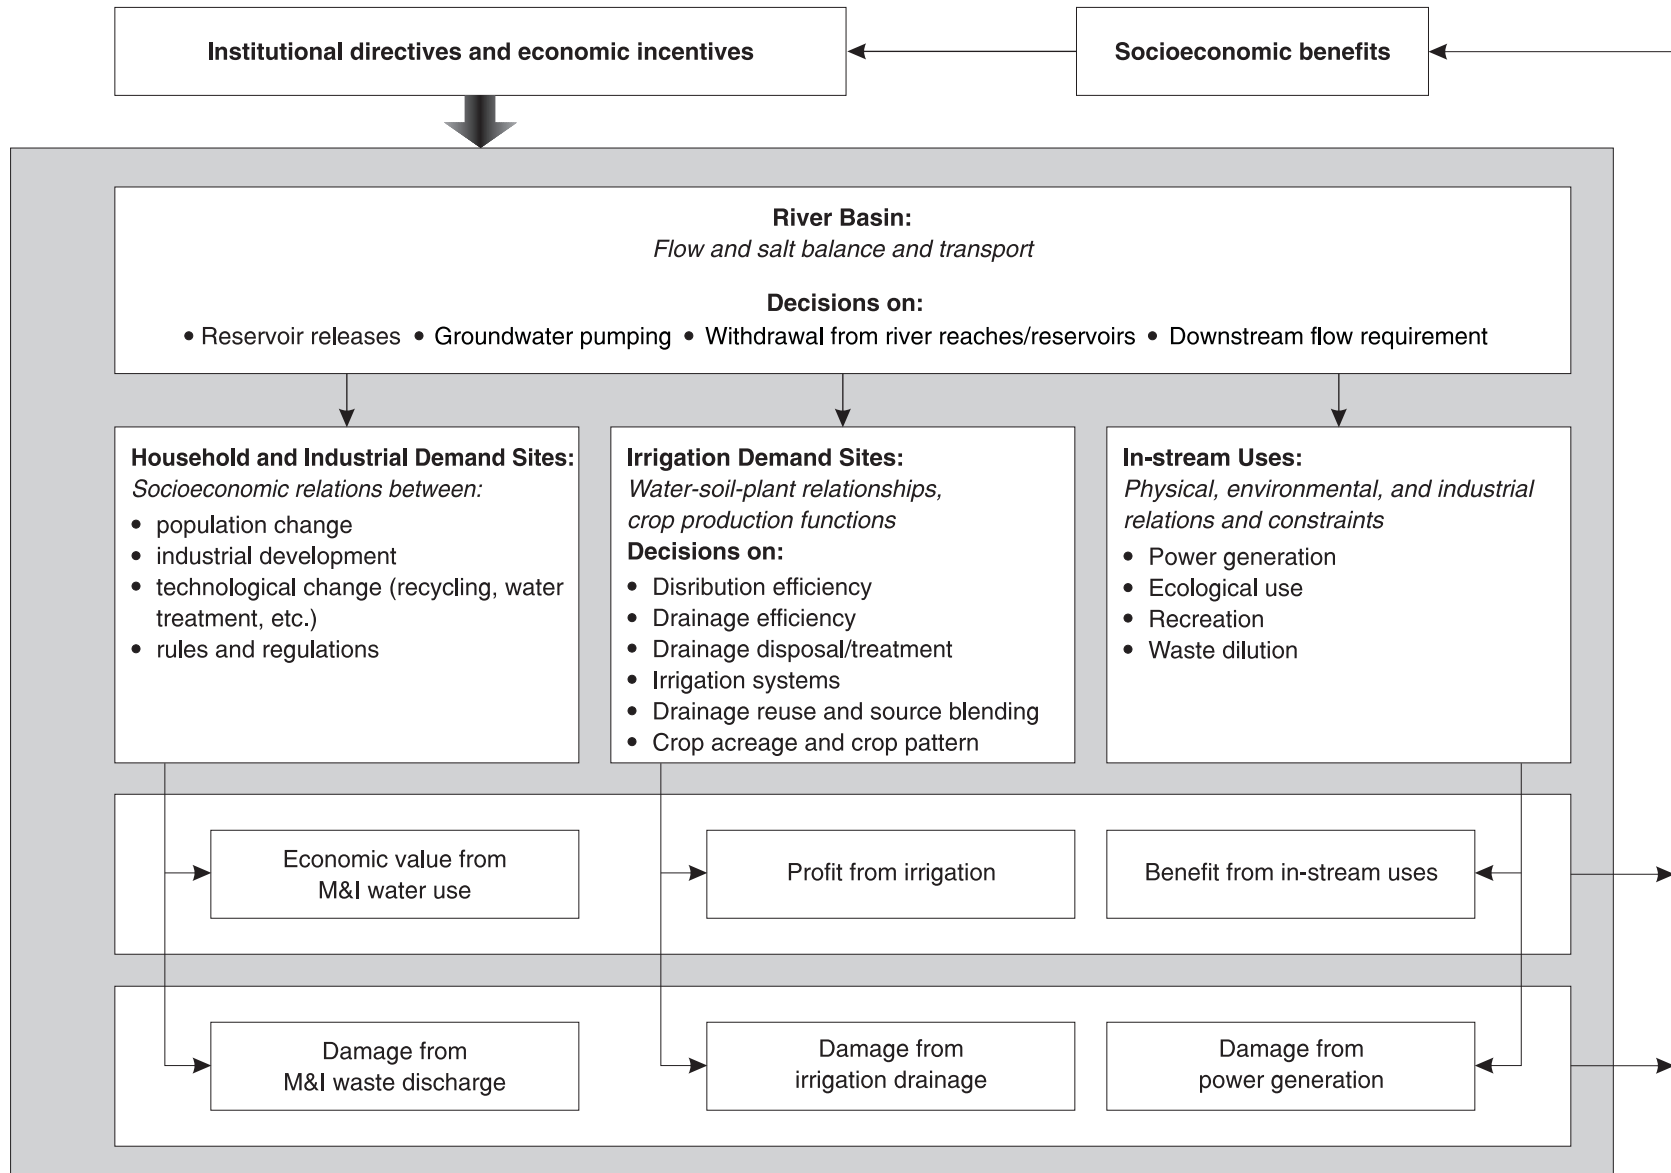 Institutional directives and economic incentives
Socioeconomic benefits
River Basin:
Flow and salt balance and transport
Decisions on:
• Reservoir releases • Groundwater pumping • Withdrawal from river reaches/reservoirs • Downstream flow requirement
Household and Industrial Demand Sites:
Socioeconomic relations between:
• population change
• industrial development
• technological change (recycling, water
treatment, etc.)
• rules and regulations
Irrigation Demand Sites:
Water-soil-plant relationships,
crop production functions
Decisions on:
• Disribution efficiency
• Drainage efficiency
• Drainage disposal/treatment
• Irrigation systems
• Drainage reuse and source blending
• Crop acreage and crop pattern
In-stream Uses:
Physical, environmental, and industrial
relations and constraints
• Power generation
• Ecological use
• Recreation
• Waste dilution
Economic value from
M&I water use
Profit from irrigation
Benefit from in-stream uses
Damage from
M&I waste discharge
Damage from
irrigation drainage
Damage from
power generation